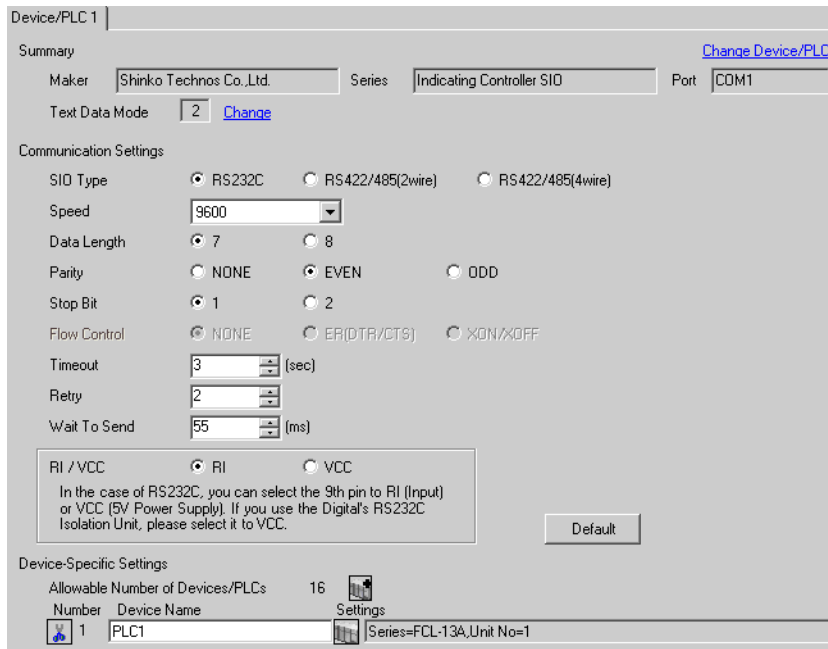 Device/PLC 1
Summary Change Device/PLC
Maker Shinko Technos Co.,Ltd. Series Indicating Controller SIO Port COM1
Text Data Mode 2 Change
Communication Settings
SIO Type RS232C RS422/485(2wire) RS422/485(4wire)
Speed 9600
Data Length 7 8
Parity NONE EVEN ODD
Stop Bit 1 2
Flow Control NONE ER(DTR/CTS) XON/XOFF
Timeout 3 (sec)
Retry 2
Wait To Send 55 (ms)
RI / VCC RI VCC
In the case of RS232C, you can select the 9th pin to RI (Input)
or VCC (5V Power Supply). If you use the Digital's RS232C
Isolation Unit, please select it to VCC.
Default
Device-Specific Settings
Allowable Number of Devices/PLCs 16
Number Device Name Settings
1 PLC1 Series=FCL-13A,Unit No=1